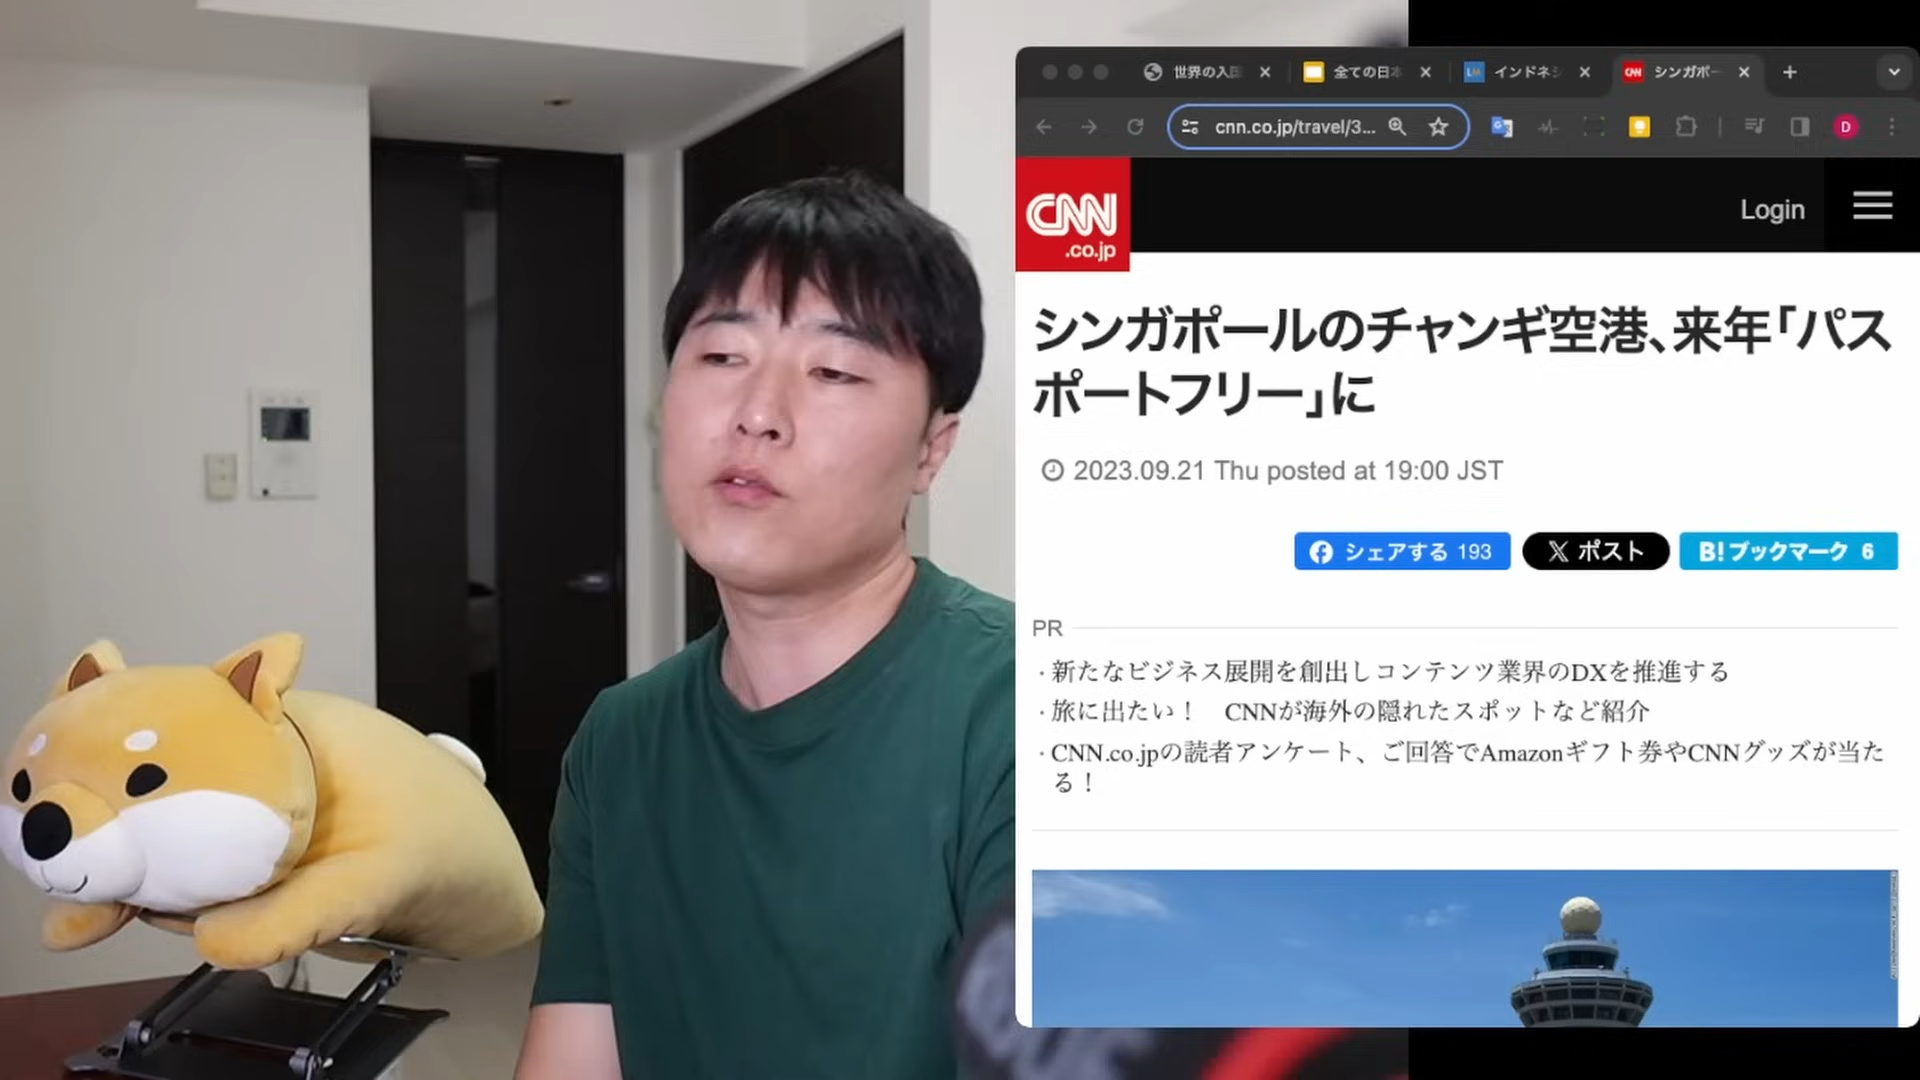 世界の入国
全ての日本
インドネシ
シンガポー
cnn.co.jp/travel/3...
D
CNN
.co.jp
Login
シンガポールのチャンギ空港、来年「パス
ポートフリー」に
2023.09.21 Thu posted at 19:00 JST
シェアする 193
X ポスト
B! ブックマーク 6
PR
・新たなビジネス展開を創出しコンテンツ業界のDXを推進する
・旅に出たい！　CNNが海外の隠れたスポットなど紹介
・CNN.co.jpの読者アンケート、ご回答でAmazonギフト券やCNNグッズが当た
る！